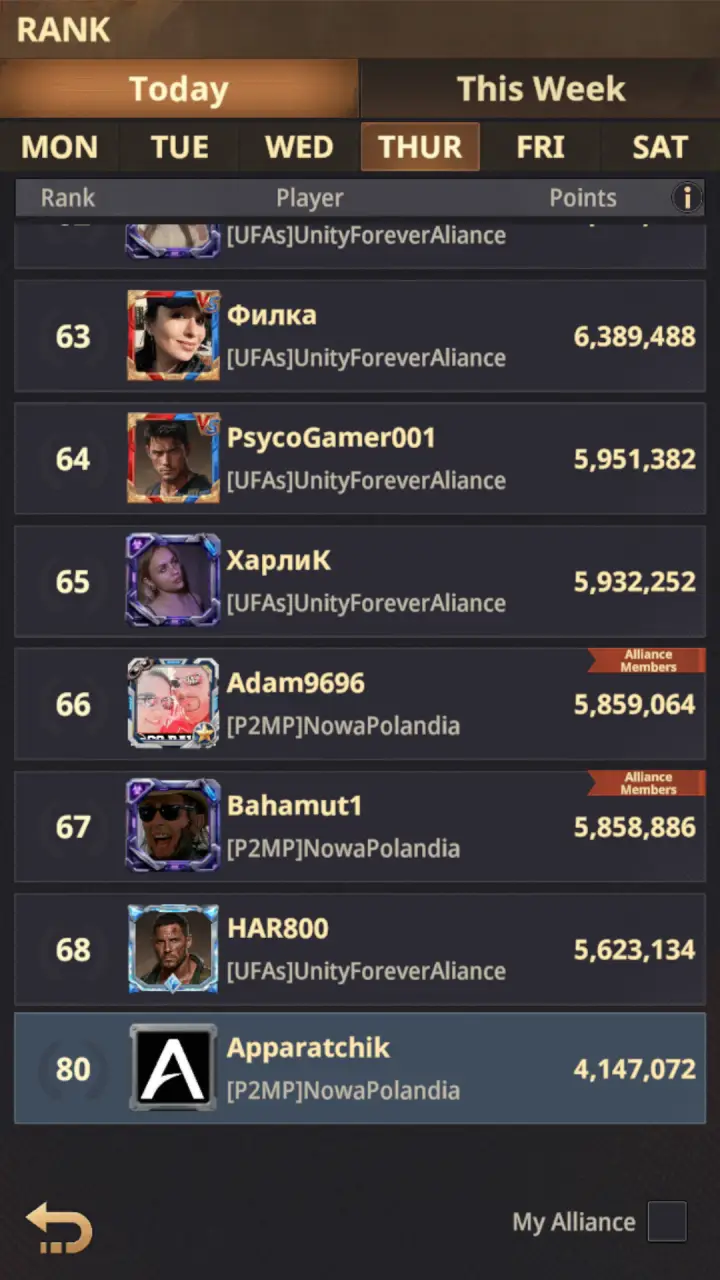 RANK
Today
This Week
MON TUE WED THUR FRI SAT
Rank Player Points
[UFAs]UnityForeverAliance
63
Филка
[UFAs]UnityForeverAliance
6,389,488
64
PsycoGamer001
[UFAs]UnityForeverAliance
5,951,382
65
ХарлиК
[UFAs]UnityForeverAliance
5,932,252
Alliance
Members
66
Adam9696
[P2MP]NowaPolandia
5,859,064
Alliance
Members
67
Bahamut1
[P2MP]NowaPolandia
5,858,886
68
HAR800
[UFAs]UnityForeverAliance
5,623,134
80
Apparatchik
[P2MP]NowaPolandia
4,147,072
My Alliance